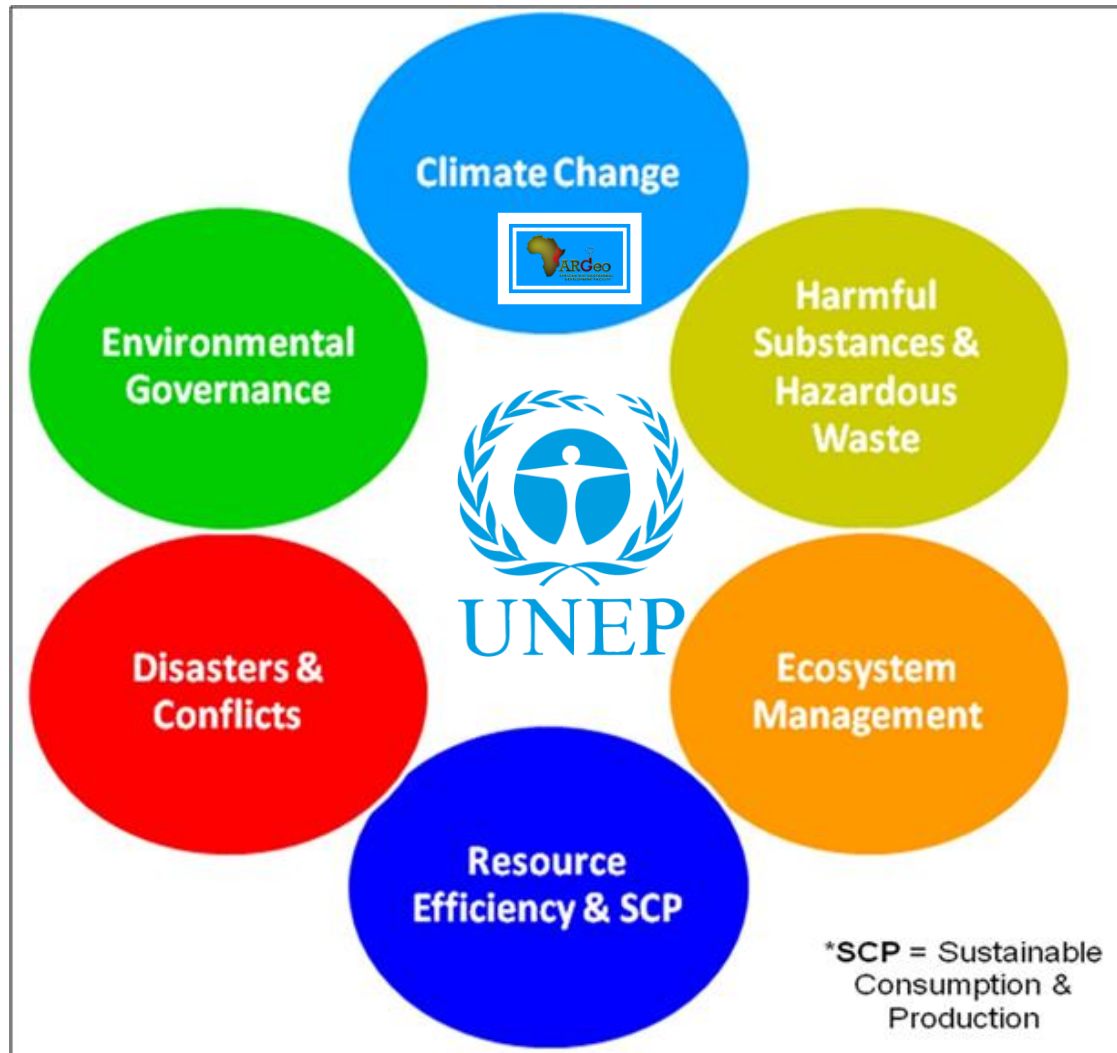 Climate Change
ARGeo
Harmful
Substances &
Hazardous
Waste
Environmental
Governance
UNEP
Disasters &
Conflicts
Ecosystem
Management
Resource
Efficiency & SCP
*SCP = Sustainable
Consumption &
Production